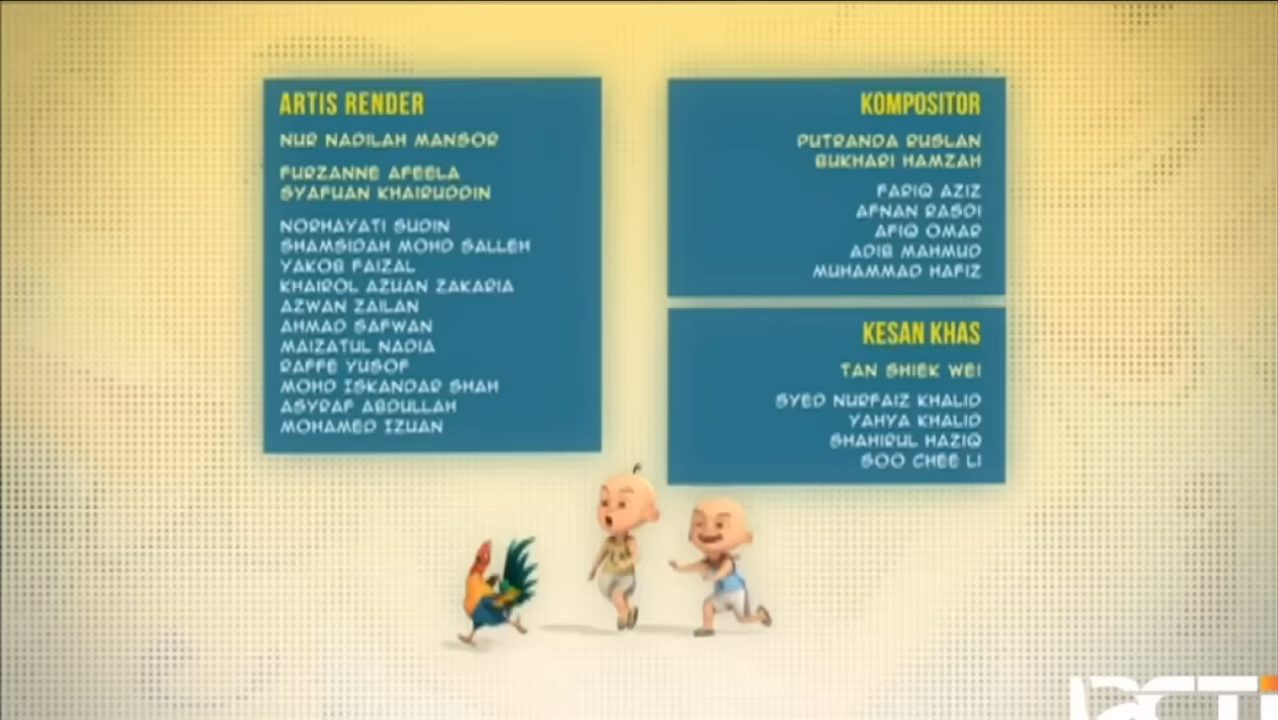 ARTIS RENDER
NUR NADILAH MANSOR
FURZANNE AFEELA
SYAFUAN KHAIRUDDIN
NORHAYATI SUDIN
SHAMSIDAH MOHD SALLEH
YAKOB FAIZAL
KHAIROL AZUAN ZAKARIA
AZWAN ZAILAN
AHMAD SAFWAN
MAIZATUL NADIA
RAFFE YUSOF
MOHD ISKANDAR SHAH
ASYRAF ABDULLAH
MOHAMED IZUAN
KOMPOSITOR
PUTRANDA RUSLAN
BUKHARI HAMZAH
FARIQ AZIZ
AFNAN RASDI
AFIQ OMAR
ADIB MAHMUD
MUHAMMAD HAFIZ
KESAN KHAS
TAN SHIEK WEI
SYED NURFAIZ KHALID
YAHYA KHALID
SHAHIRUL HAZIQ
SOO CHEE LI